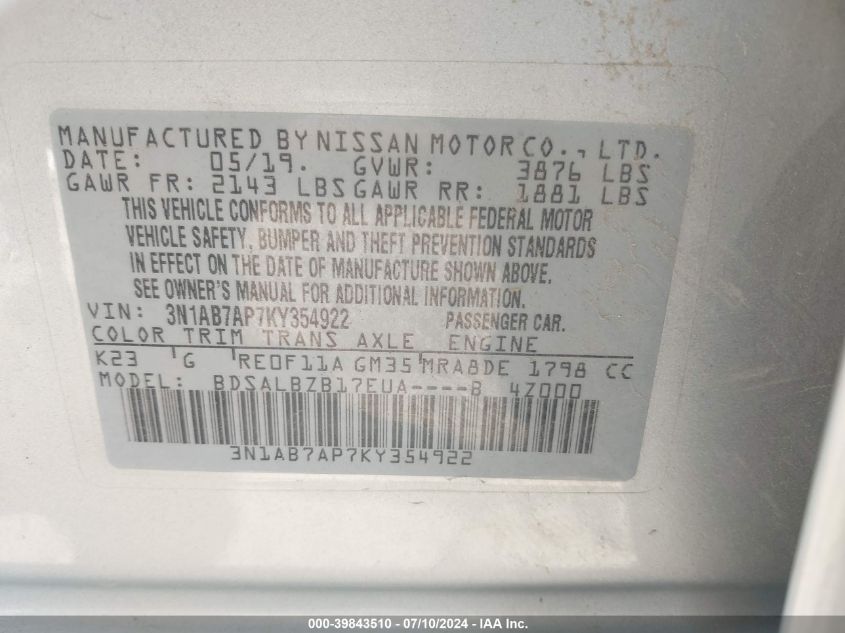 MANUFACTURED BY NISSAN MOTOR CO., LTD.
DATE: 05/19. GVWR: 3876 LBS
GAWR FR: 2143 LBS GAWR RR: 1881 LBS
THIS VEHICLE CONFORMS TO ALL APPLICABLE FEDERAL MOTOR
VEHICLE SAFETY, BUMPER AND THEFT PREVENTION STANDARDS
IN EFFECT ON THE DATE OF MANUFACTURE SHOWN ABOVE.
SEE OWNER'S MANUAL FOR ADDITIONAL INFORMATION.
VIN: 3N1AB7AP7KY354922 PASSENGER CAR.
COLOR TRIM TRANS AXLE ENGINE
K23 G RE0F11A GM35 MRA8DE 1798 CC
MODEL: BDSALBZB17EUA----B 4Z000
3N1AB7AP7KY354922
000-39843510 - 07/10/2024 - IAA Inc.